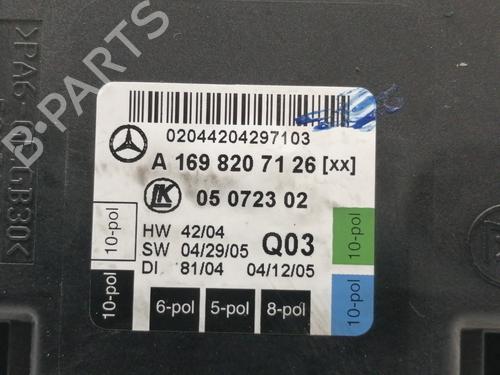 02044204297103
A 169 820 71 26 [xx]
LK 05 0723 02
HW 42/04
SW 04/29/05 Q03
DI 81/04 04/12/05
10-pol
10-pol
10-pol
10-pol
6-pol 5-pol 8-pol
B-PARTS